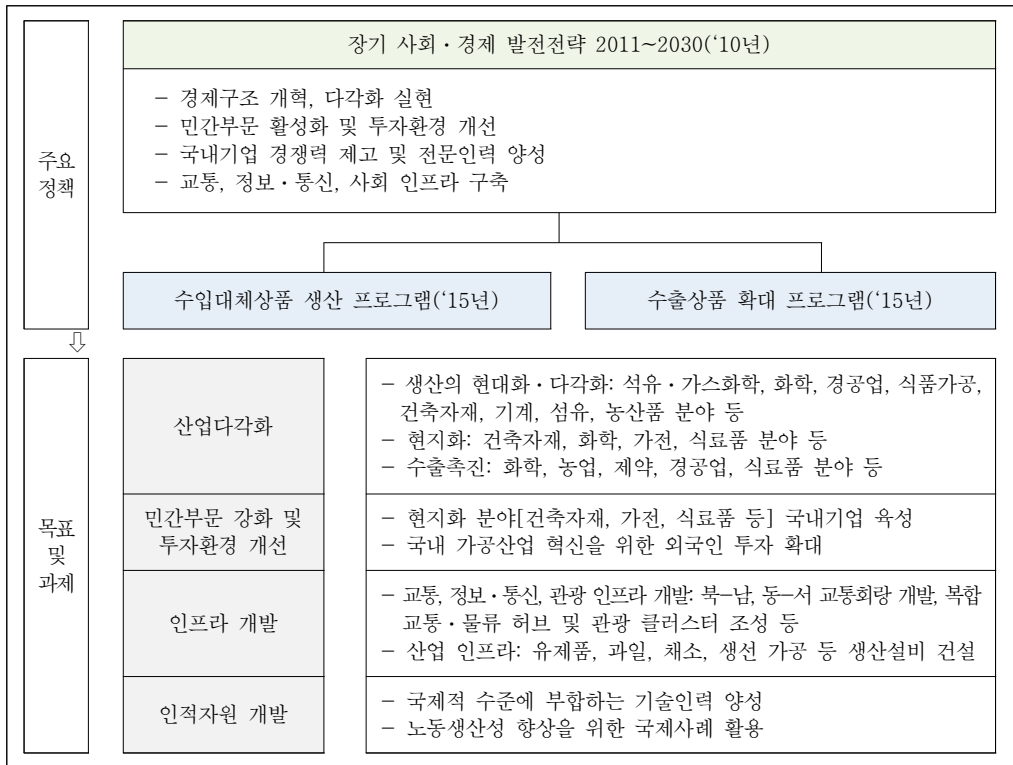 주요
정책
장기 사회·경제 발전전략 2011~2030(‘10년)
- 경제구조 개혁, 다각화 실현
- 민간부문 활성화 및 투자환경 개선
- 국내기업 경쟁력 제고 및 전문인력 양성
- 교통, 정보·통신, 사회 인프라 구축
수입대체상품 생산 프로그램(‘15년)
수출상품 확대 프로그램(‘15년)
⇩
목표
및
과제
산업다각화
- 생산의 현대화·다각화: 석유·가스화학, 화학, 경공업, 식품가공,
건축자재, 기계, 섬유, 농산품 분야 등
- 현지화: 건축자재, 화학, 가전, 식료품 분야 등
- 수출촉진: 화학, 농업, 제약, 경공업, 식료품 분야 등
민간부문 강화 및
투자환경 개선
- 현지화 분야[건축자재, 가전, 식료품 등] 국내기업 육성
- 국내 가공산업 혁신을 위한 외국인 투자 확대
인프라 개발
- 교통, 정보·통신, 관광 인프라 개발: 북-남, 동-서 교통회랑 개발, 복합
교통·물류 허브 및 관광 클러스터 조성 등
- 산업 인프라: 유제품, 과일, 채소, 생선 가공 등 생산설비 건설
인적자원 개발
- 국제적 수준에 부합하는 기술인력 양성
- 노동생산성 향상을 위한 국제사례 활용